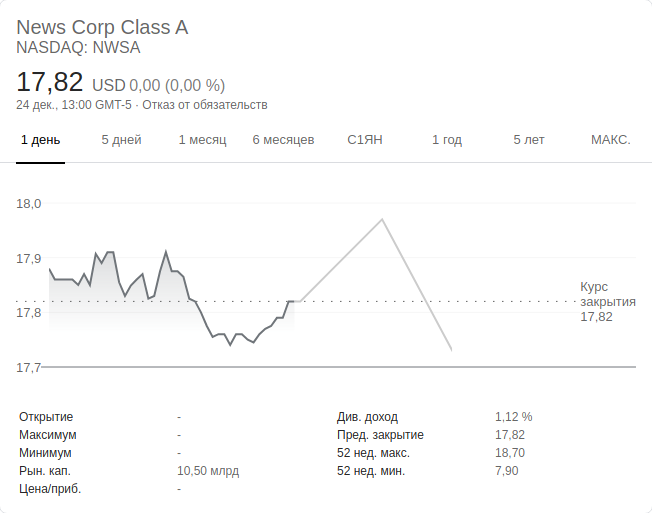 News Corp Class A
NASDAQ: NWSA
17,82 USD 0,00 (0,00 %)
24 дек., 13:00 GMT-5 · Отказ от обязательств
1 день 5 дней 1 месяц 6 месяцев С1ЯН 1 год 5 лет МАКС.
18,0
17,9
17,8
17,7
Курс
закрытия
17,82
Открытие - Див. доход 1,12 %
Максимум - Пред. закрытие 17,82
Минимум - 52 нед. макс. 18,70
Рын. кап. 10,50 млрд 52 нед. мин. 7,90
Цена/приб. -